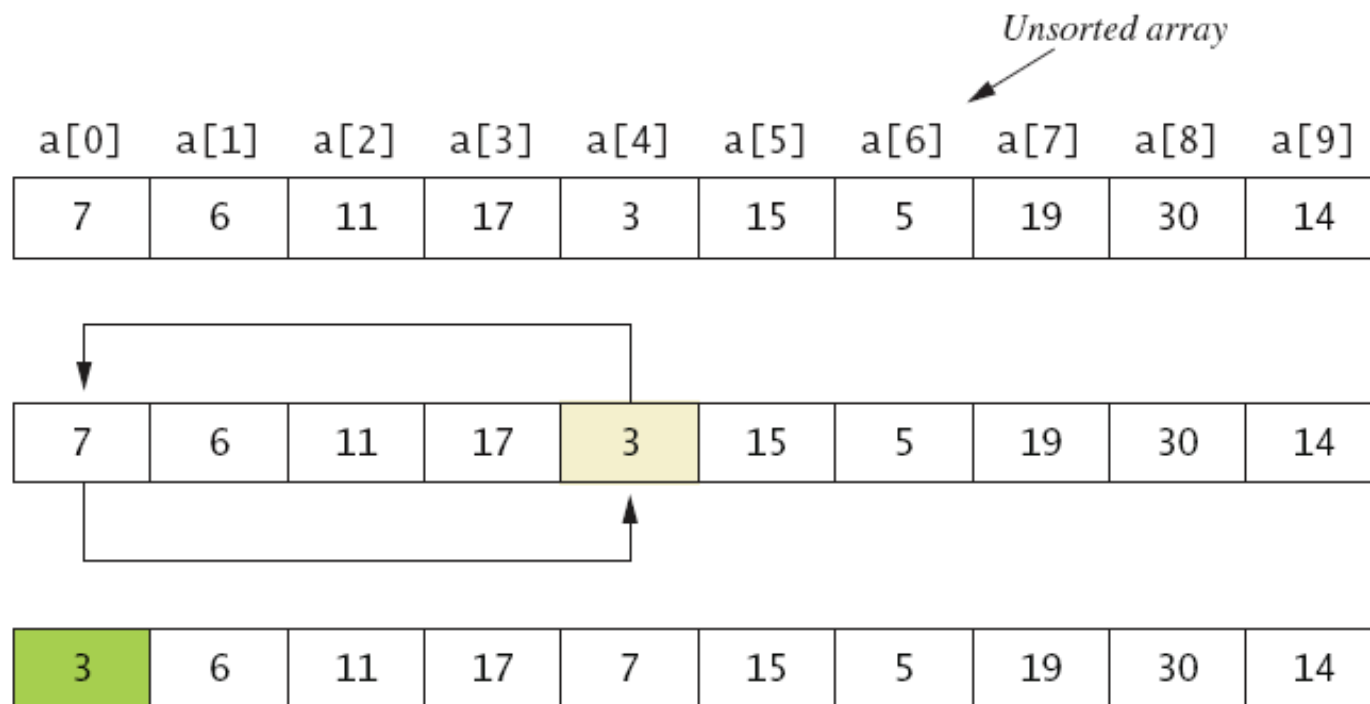 Unsorted array
a[0] a[1] a[2] a[3] a[4] a[5] a[6] a[7] a[8] a[9]
7 6 11 17 3 15 5 19 30 14
7 6 11 17 3 15 5 19 30 14
3 6 11 17 7 15 5 19 30 14